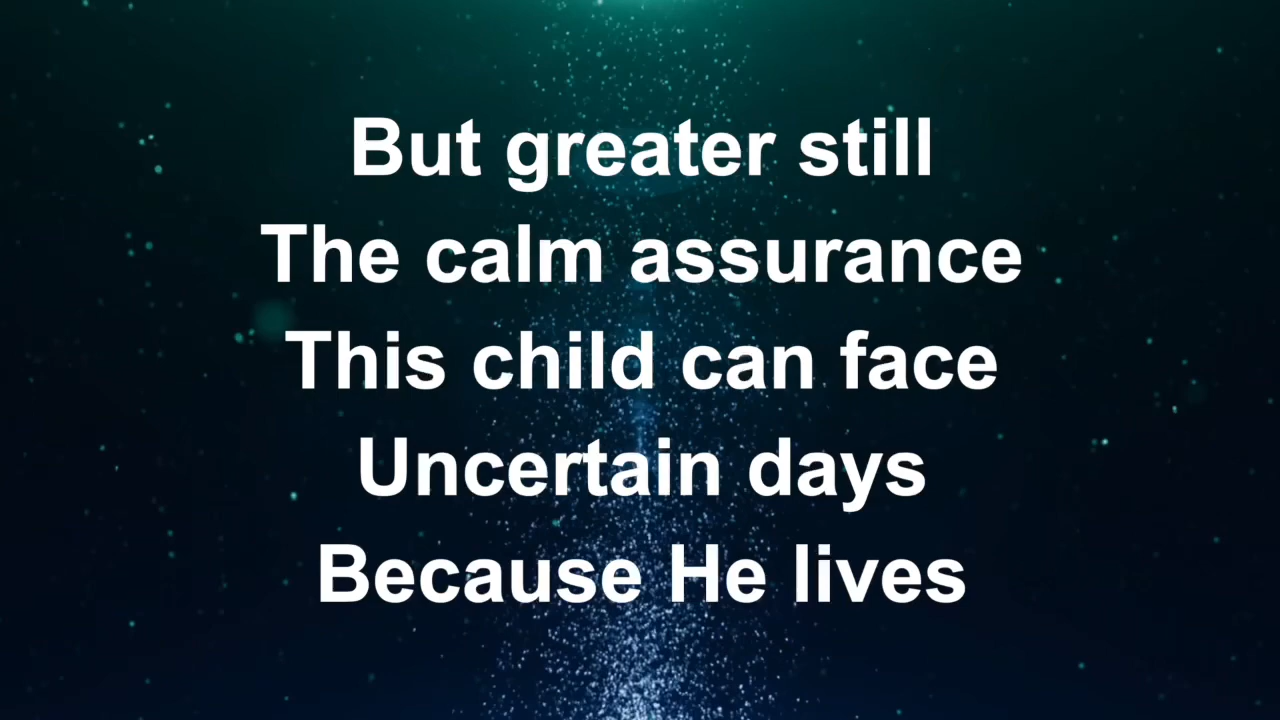 But greater still
The calm assurance
This child can face
Uncertain days
Because He lives